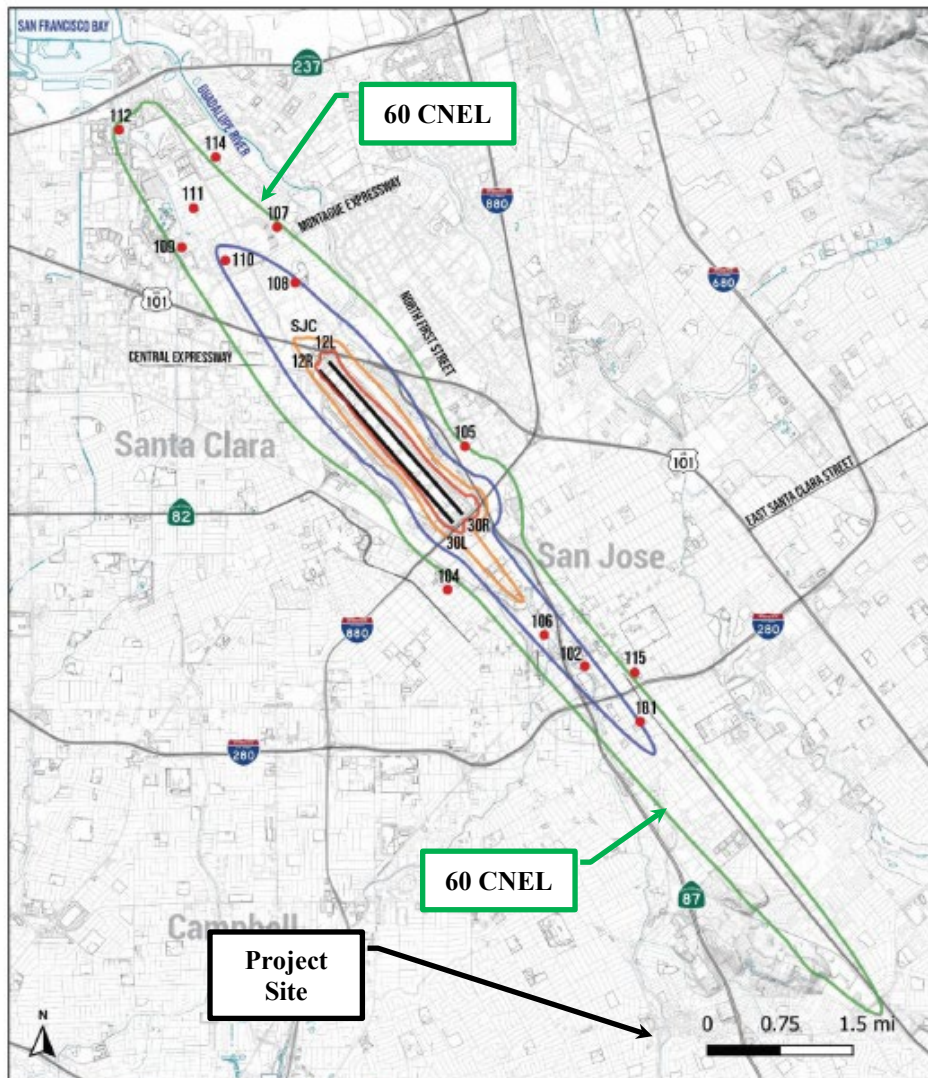 SAN FRANCISCO BAY
237
GUADALUPE RIVER
60 CNEL
112
114
880
111
107
MONTAGUE EXPRESSWAY
109
110
108
680
101
NORTH FIRST STREET
SJC
12L
12R
CENTRAL EXPRESSWAY
Santa Clara
105
101
EAST SANTA CLARA STREET
82
30R
30L
San Jose
104
880
106
280
102
115
101
280
60 CNEL
87
Campbell
Project
Site
N
0 0.75 1.5 mi